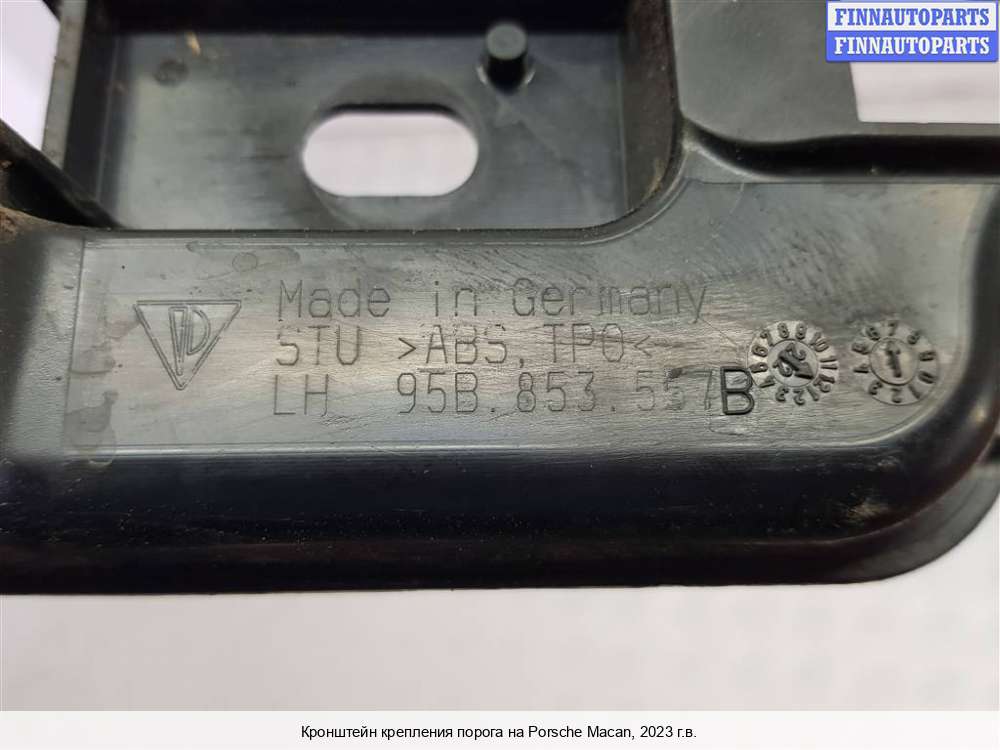 FINNAUTOPARTS
FINNAUTOPARTS
Made in Germany
STU >ABS, TPO<
LH 95B.853.557B
Кронштейн крепления порога на Porsche Macan, 2023 г.в.